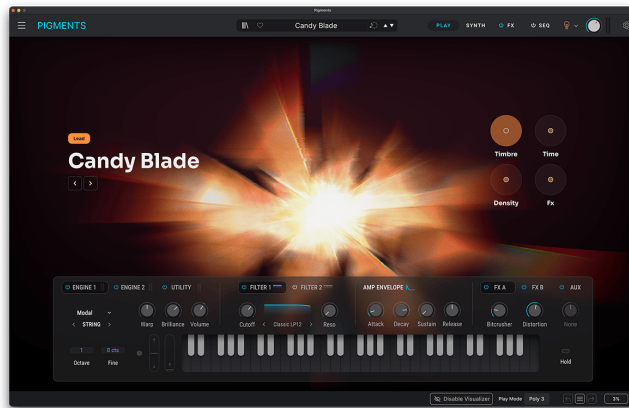 Pigments
PIGMENTS
Candy Blade
PLAY SYNTH FX SEQ
Lead
Candy Blade
Timbre Time
Density Fx
ENGINE 1 ENGINE 2 UTILITY FILTER 1 FILTER 2 AMP ENVELOPE FX A FX B AUX
Modal
STRING Warp Brilliance Volume Cutoff Classic LP12 Reso Attack Decay Sustain Release Bitcrusher Distortion None
1 0 cts
Octave Fine Hold
Disable Visualizer Play Mode Poly 3 3%